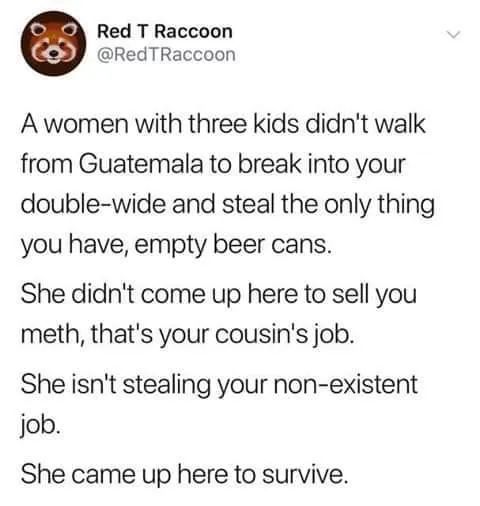 Red T Raccoon
@RedTRaccoon
A women with three kids didn't walk
from Guatemala to break into your
double-wide and steal the only thing
you have, empty beer cans.
She didn't come up here to sell you
meth, that's your cousin's job.
She isn't stealing your non-existent
job.
She came up here to survive.